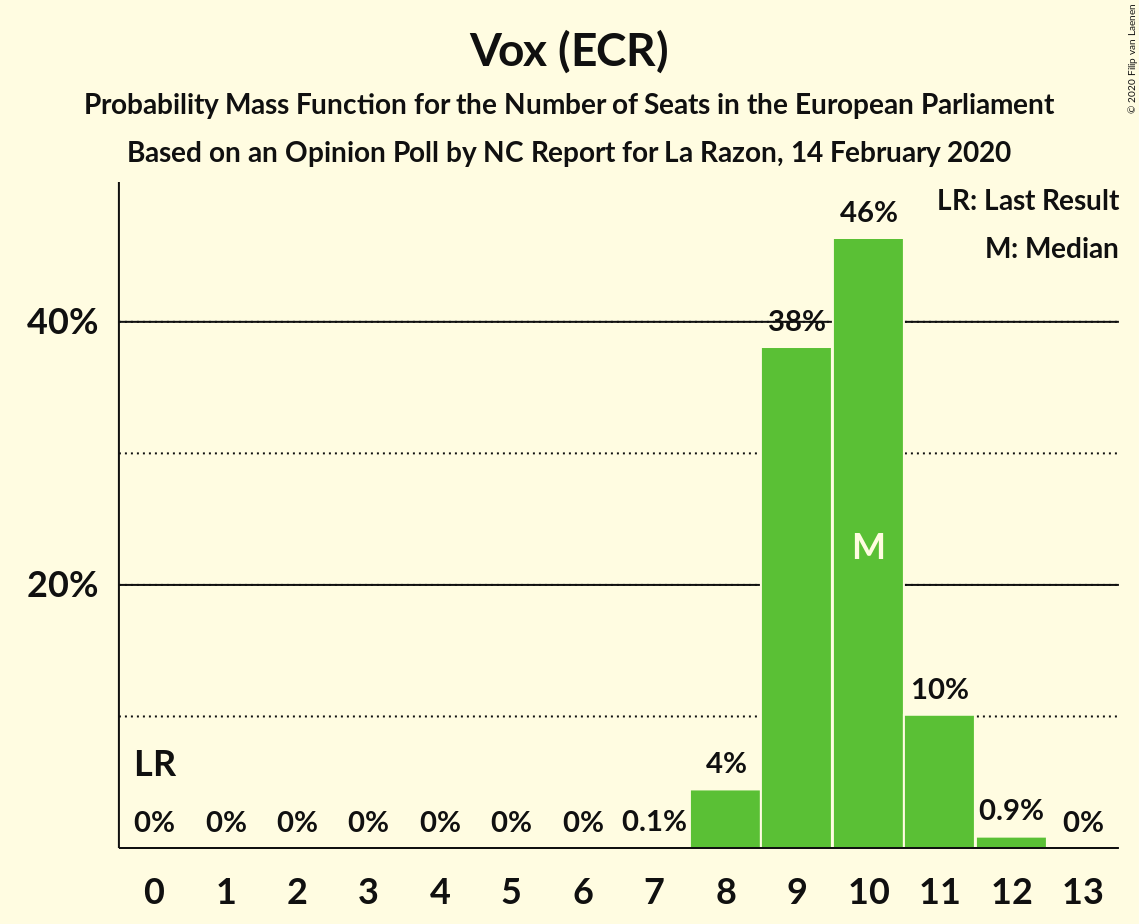 © 2020 Filip van Laenen
Vox (ECR)
Probability Mass Function for the Number of Seats in the European Parliament
Based on an Opinion Poll by NC Report for La Razon, 14 February 2020
LR: Last Result
M: Median
46%
40%
38%
M
20%
10%
LR
4%
0% 0% 0% 0% 0% 0% 0% 0.1% 0.9% 0%
0 1 2 3 4 5 6 7 8 9 10 11 12 13